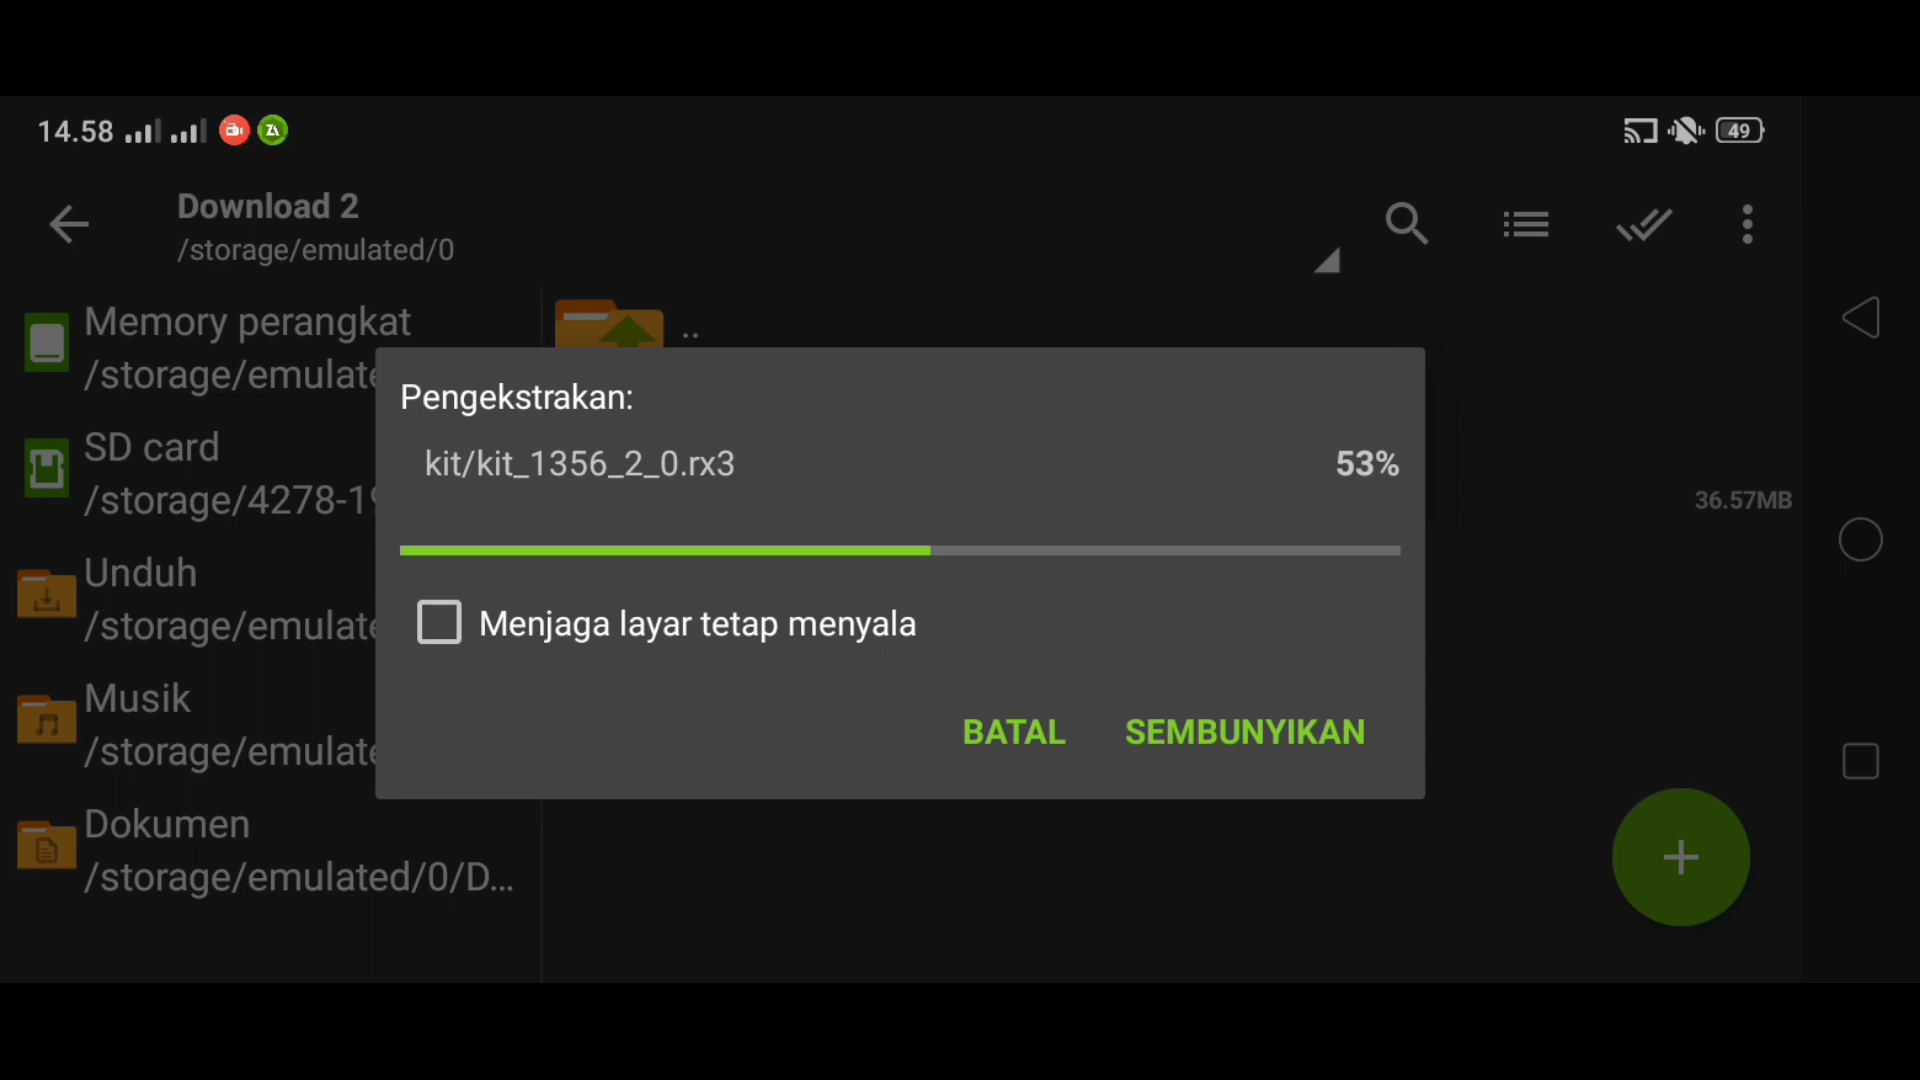 14.58
49
Download 2
/storage/emulated/0
Memory perangkat
/storage/emulate
SD card
/storage/4278-19
Unduh
/storage/emulate
Musik
/storage/emulate
Dokumen
/storage/emulated/0/D...
..
36.57MB
Pengekstrakan:
kit/kit_1356_2_0.rx3 53%
Menjaga layar tetap menyala
BATAL SEMBUNYIKAN